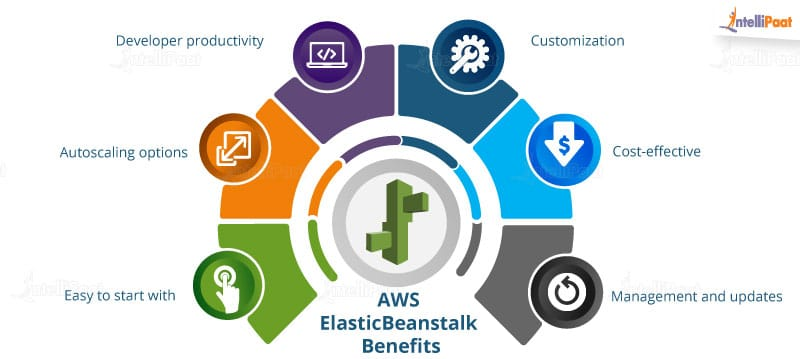 IntelliPaat
Developer productivity
Customization
Autoscaling options
Cost-effective
Easy to start with
Management and updates
</>
$
AWS
ElasticBeanstalk
Benefits